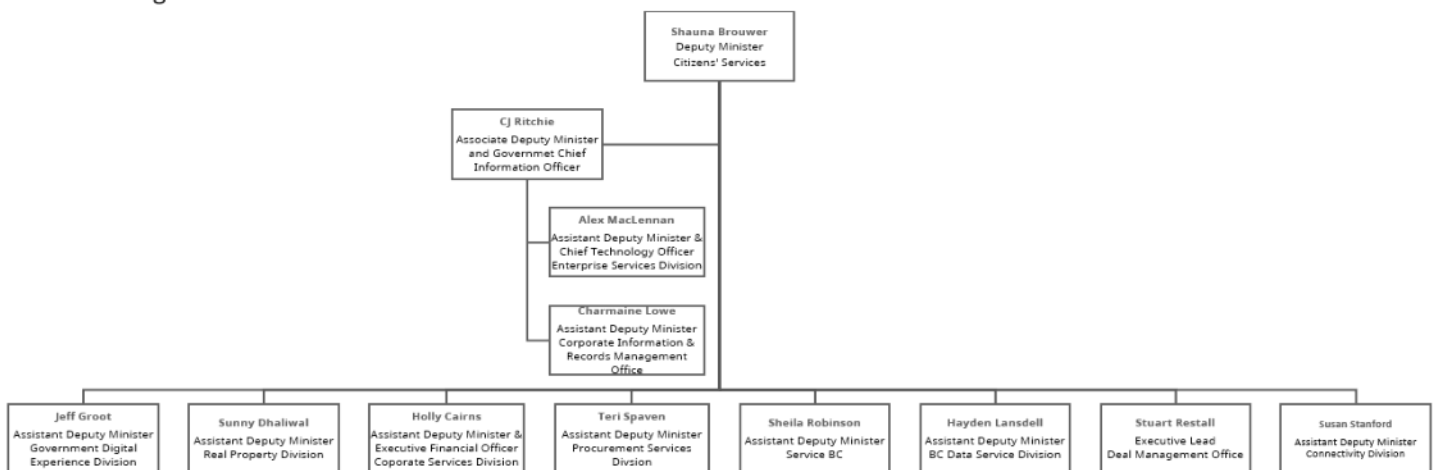 Shauna Brouwer
Deputy Minister
Citizens' Services
CJ Ritchie
Associate Deputy Minister
and Governmet Chief
Information Officer
Alex MacLennan
Assistant Deputy Minister &
Chief Technology Officer
Enterprise Services Division
Charmaine Lowe
Assistant Deputy Minister
Corporate Information &
Records Management
Office
Jeff Groot
Assistant Deputy Minister
Government Digital
Experience Division
Sunny Dhaliwal
Assistant Deputy Minister
Real Property Division
Holly Cairns
Assistant Deputy Minister &
Executive Financial Officer
Coporate Services Division
Teri Spaven
Assistant Deputy Minister
Procurement Services
Divsion
Sheila Robinson
Assistant Deputy Minister
Service BC
Hayden Lansdell
Assistant Deputy Minister
BC Data Service Division
Stuart Restall
Executive Lead
Deal Management Office
Susan Stanford
Assistant Deputy Minister
Connectivity Division